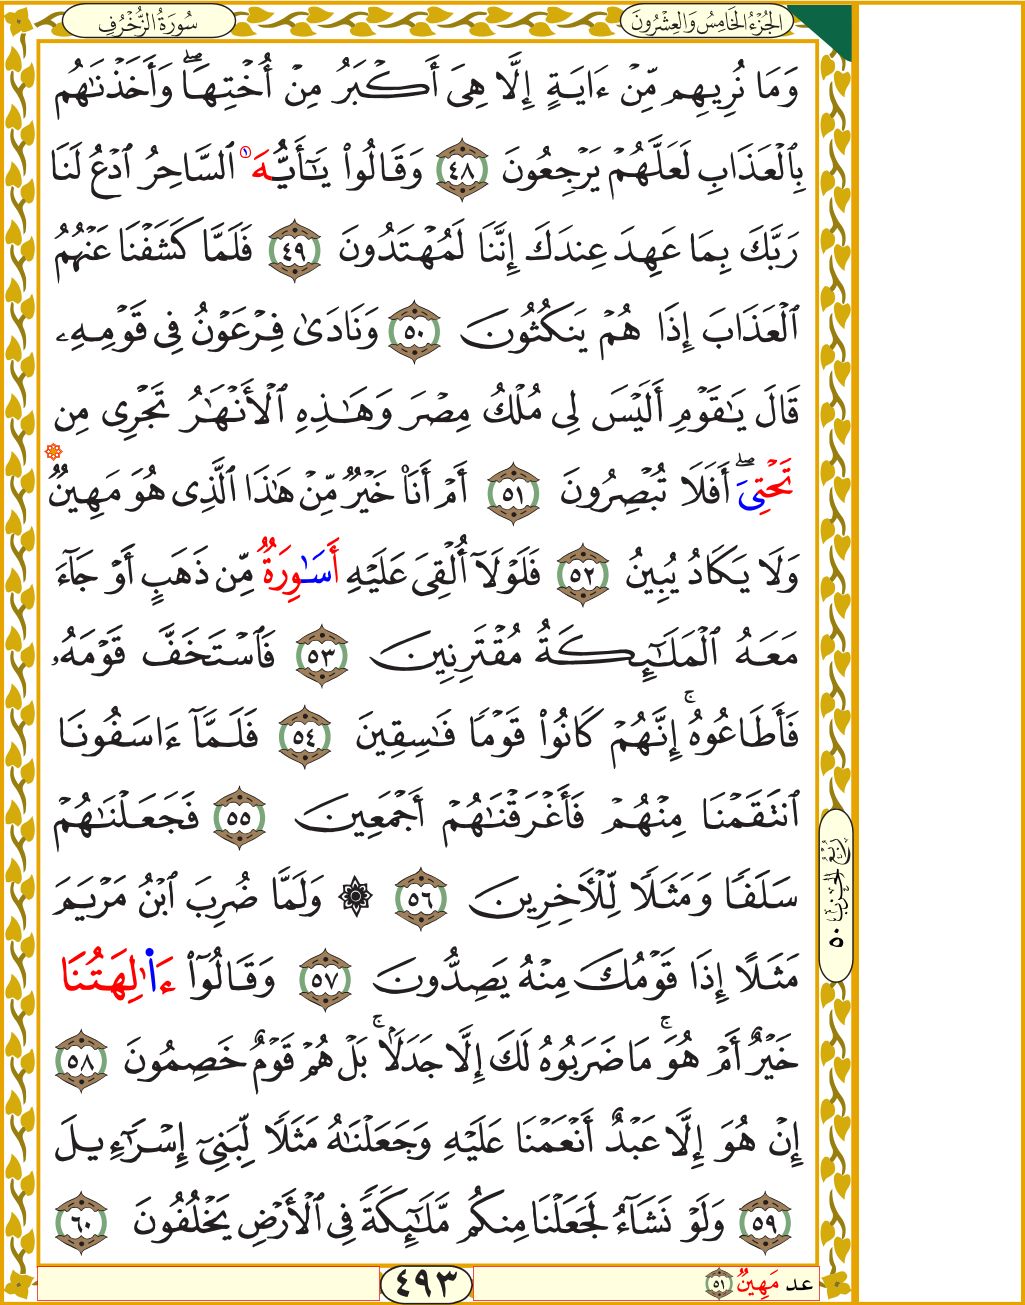 الجُزْءُ الخَامِسُ وَالعِشْرُونَ
سُورَةُ الزُّخْرُفِ
وَمَا نُرِيهِم مِّنْ ءَايَةٍ إِلَّا هِىَ أَكْبَرُ مِنْ أُخْتِهَاۖ وَأَخَذْنَٰهُم
بِالْعَذَابِ لَعَلَّهُمْ يَرْجِعُونَ ٤٨ وَقَالُوا۟ يَٰٓأَيُّهَ ١ ٱلسَّاحِرُ ٱدْعُ لَنَا
رَبَّكَ بِمَا عَهِدَ عِندَكَ إِنَّنَا لَمُهْتَدُونَ ٤٩ فَلَمَّا كَشَفْنَا عَنْهُمُ
ٱلْعَذَابَ إِذَا هُمْ يَنكُثُونَ ٥٠ وَنَادَىٰ فِرْعَوْنُ فِى قَوْمِهِۦ
قَالَ يَٰقَوْمِ أَلَيْسَ لِى مُلْكُ مِصْرَ وَهَٰذِهِ ٱلْأَنْهَٰرُ تَجْرِى مِن
تَحْتِىَۖ أَفَلَا تُبْصِرُونَ ٥١ أَمْ أَنَا۠ خَيْرٌ مِّنْ هَٰذَا ٱلَّذِى هُوَ مَهِينٌ
وَلَا يَكَادُ يُبِينُ ٥٢ فَلَوْلَآ أُلْقِىَ عَلَيْهِ أَسَٰوِرَةٌ مِّن ذَهَبٍ أَوْ جَآءَ
مَعَهُ ٱلْمَلَٰٓئِكَةُ مُقْتَرِنِينَ ٥٣ فَٱسْتَخَفَّ قَوْمَهُۥ
فَأَطَاعُوهُۚ إِنَّهُمْ كَانُوا۟ قَوْمًا فَٰسِقِينَ ٥٤ فَلَمَّآ ءَاسَفُونَا
ٱنتَقَمْنَا مِنْهُمْ فَأَغْرَقْنَٰهُمْ أَجْمَعِينَ ٥٥ فَجَعَلْنَٰهُمْ
سَلَفًا وَمَثَلًا لِّلْءَاخِرِينَ ٥٦ ۞ وَلَمَّا ضُرِبَ ٱبْنُ مَرْيَمَ
مَثَلًا إِذَا قَوْمُكَ مِنْهُ يَصِدُّونَ ٥٧ وَقَالُوٓا۟ ءَاٰ۬لِهَتُنَا
خَيْرٌ أَمْ هُوَۚ مَا ضَرَبُوهُ لَكَ إِلَّا جَدَلًاۚ بَلْ هُمْ قَوْمٌ خَصِمُونَ ٥٨
إِنْ هُوَ إِلَّا عَبْدٌ أَنْعَمْنَا عَلَيْهِ وَجَعَلْنَٰهُ مَثَلًا لِّبَنِىٓ إِسْرَٰٓءِيلَ
٥٩ وَلَوْ نَشَآءُ لَجَعَلْنَا مِنكُم مَّلَٰٓئِكَةً فِى ٱلْأَرْضِ يَخْلُفُونَ ٦٠
رُبْعُ الحِزْبِ ٥٠
عد مَهِينٌ ٥١
٤٩٣